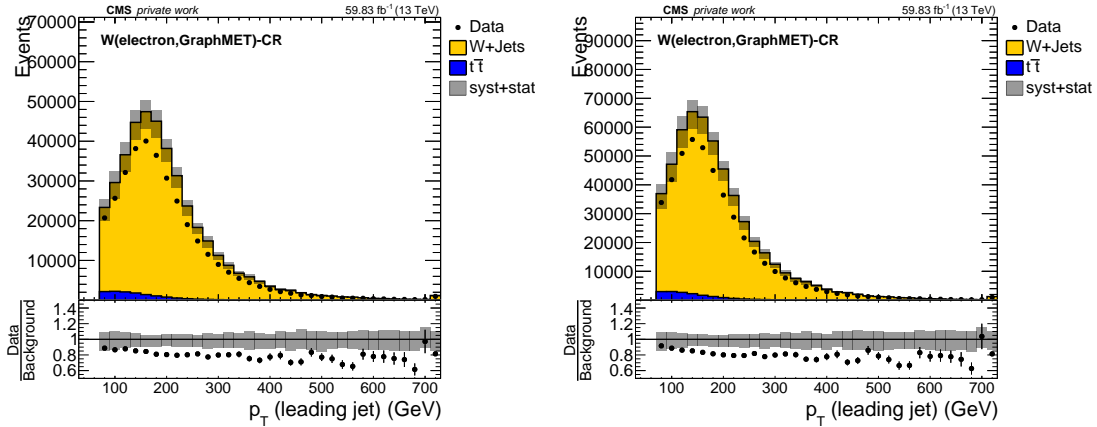 CMS private work 59.83 fb⁻¹ (13 TeV)
Events
W(electron,GraphMET)-CR
Data
W+Jets
tt̅
syst+stat
70000
60000
50000
40000
30000
20000
10000
Data
Background
1.4
1.2
1
0.8
0.6
100 200 300 400 500 600 700
p_T (leading jet) (GeV)
CMS private work 59.83 fb⁻¹ (13 TeV)
Events
W(electron,GraphMET)-CR
Data
W+Jets
tt̅
syst+stat
90000
80000
70000
60000
50000
40000
30000
20000
10000
Data
Background
1.4
1.2
1
0.8
0.6
100 200 300 400 500 600 700
p_T (leading jet) (GeV)